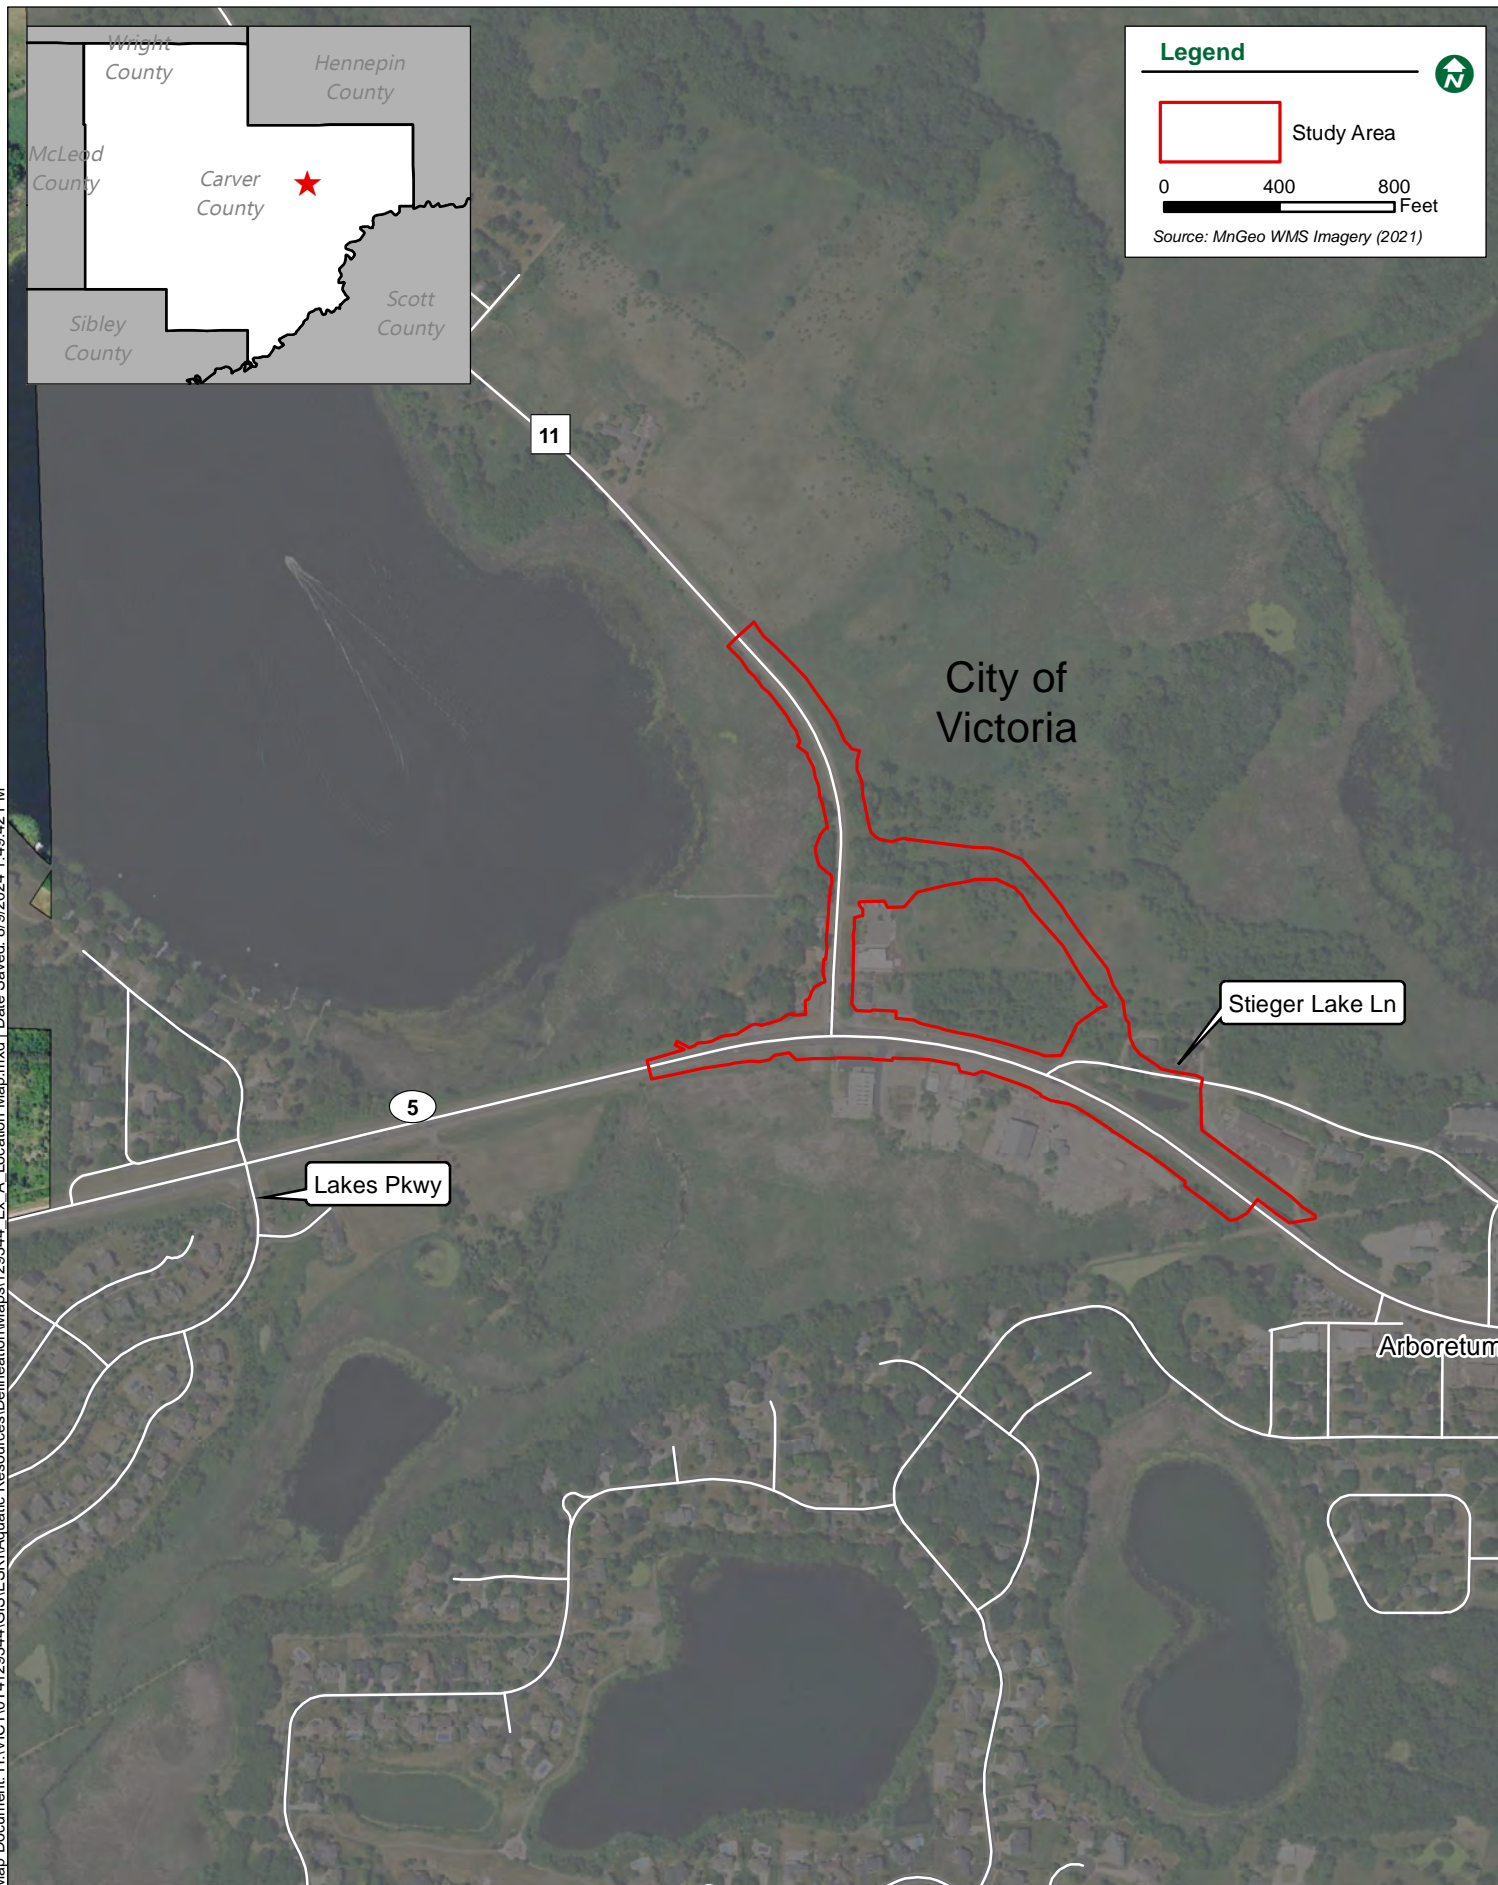 Wright
County
Hennepin
County
McLeod
County
Carver
County
Scott
County
Sibley
County
Legend
N
Study Area
0 400 800
Feet
Source: MnGeo WMS Imagery (2021)
11
City of
Victoria
Stieger Lake Ln
5
Lakes Pkwy
Arboretum